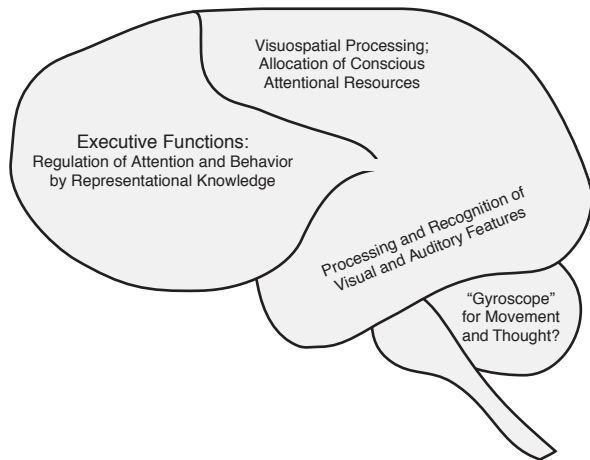 Visuospatial Processing;
Allocation of Conscious
Attentional Resources
Executive Functions:
Regulation of Attention and Behavior
by Representational Knowledge
Processing and Recognition of
Visual and Auditory Features
“Gyroscope”
for Movement
and Thought?